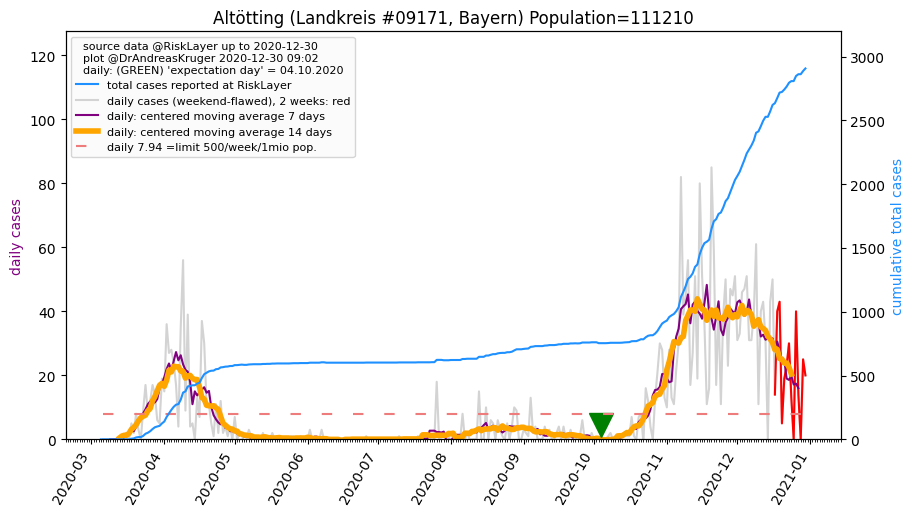 Altötting (Landkreis #09171, Bayern) Population=111210
source data @RiskLayer up to 2020-12-30
plot @DrAndreasKruger 2020-12-30 09:02
daily: (GREEN) 'expectation day' = 04.10.2020
total cases reported at RiskLayer
daily cases (weekend-flawed), 2 weeks: red
daily: centered moving average 7 days
daily: centered moving average 14 days
daily 7.94 =limit 500/week/1mio pop.
daily cases
120
100
80
60
40
20
0
cumulative total cases
3000
2500
2000
1500
1000
500
0
2020-03
2020-04
2020-05
2020-06
2020-07
2020-08
2020-09
2020-10
2020-11
2020-12
2021-01